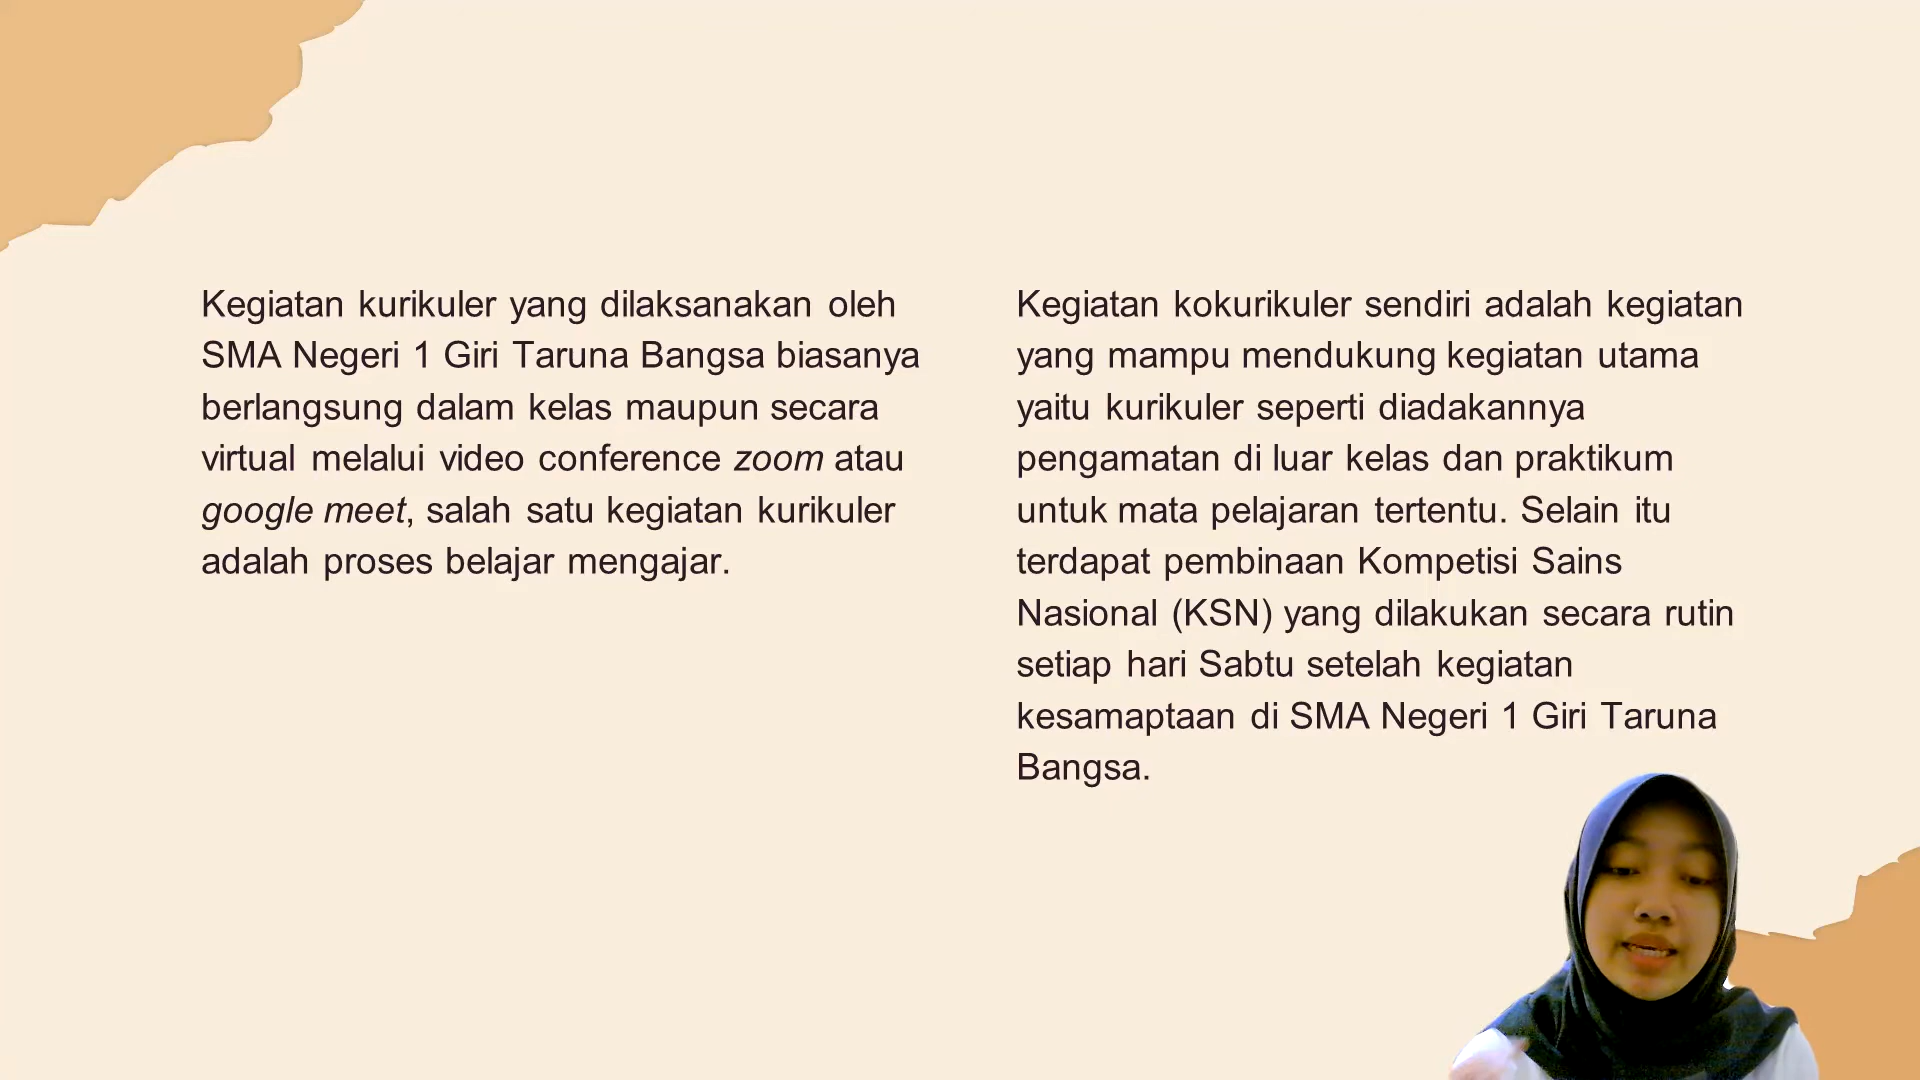 Kegiatan kurikuler yang dilaksanakan oleh
SMA Negeri 1 Giri Taruna Bangsa biasanya
berlangsung dalam kelas maupun secara
virtual melalui video conference zoom atau
google meet, salah satu kegiatan kurikuler
adalah proses belajar mengajar.
Kegiatan kokurikuler sendiri adalah kegiatan
yang mampu mendukung kegiatan utama
yaitu kurikuler seperti diadakannya
pengamatan di luar kelas dan praktikum
untuk mata pelajaran tertentu. Selain itu
terdapat pembinaan Kompetisi Sains
Nasional (KSN) yang dilakukan secara rutin
setiap hari Sabtu setelah kegiatan
kesamaptaan di SMA Negeri 1 Giri Taruna
Bangsa.